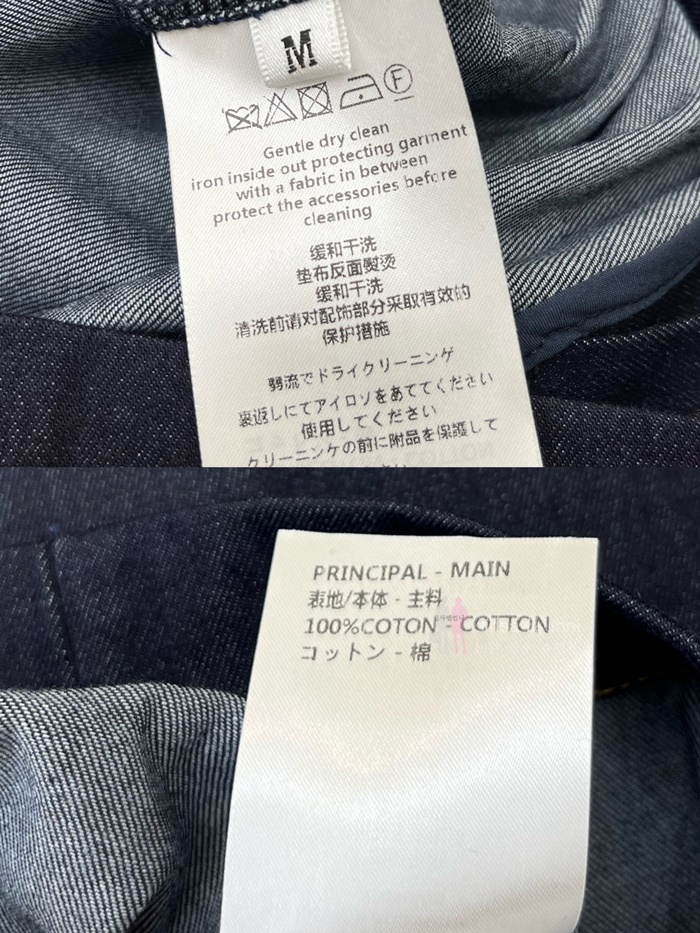 M
F
Gentle dry clean
iron inside out protecting garment
with a fabric in between
protect the accessories before
cleaning
缓和干洗
垫布反面熨烫
缓和干洗
清洗前请对配饰部分采取有效的
保护措施
弱流でドライクリーニング
裏返しにてアイロソをあててください
使用してください
クリーニンケの前に附品を保護して
PRINCIPAL - MAIN
表地/本体 - 主料
100%COTON - COTTON
コットン - 棉